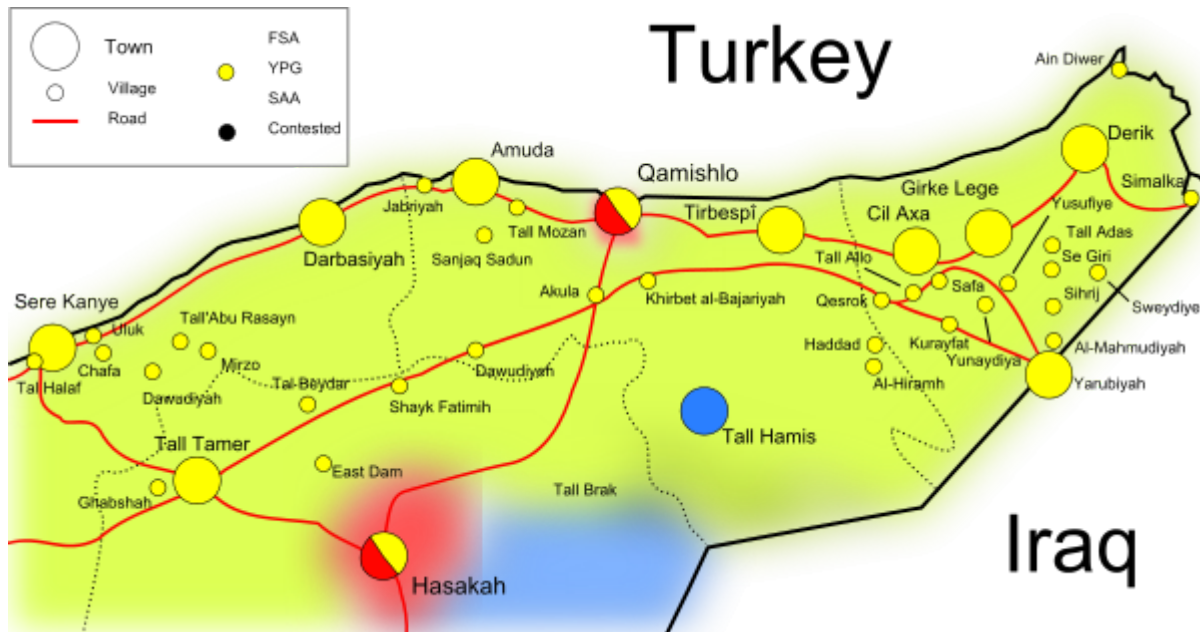 Town
Village
Road
FSA
YPG
SAA
Contested
Turkey
Iraq
Ain Diwer
Derik
Simalka
Amuda
Qamishlo
Girke Lege
Yusufiye
Jabriyah
Tirbespî
Cil Axa
Tall Adas
Tall Mozan
Se Giri
Darbasiyah
Sanjaq Sadun
Tall Allo
Akula
Khirbet al-Bajariyah
Qesrok
Safa
Sihrij
Sweydiye
Sere Kanye
Uluk
Tall'Abu Rasayn
Haddad
Kurayfat
Yunaydiya
Al-Mahmudiyah
Chafa
Mirzo
Tal Halaf
Dawudiyah
Dawadiyah
Tal Beydar
Shayk Fatimih
Al-Hiramh
Yarubiyah
Tall Hamis
Tall Tamer
East Dam
Ghabshah
Tall Brak
Hasakah